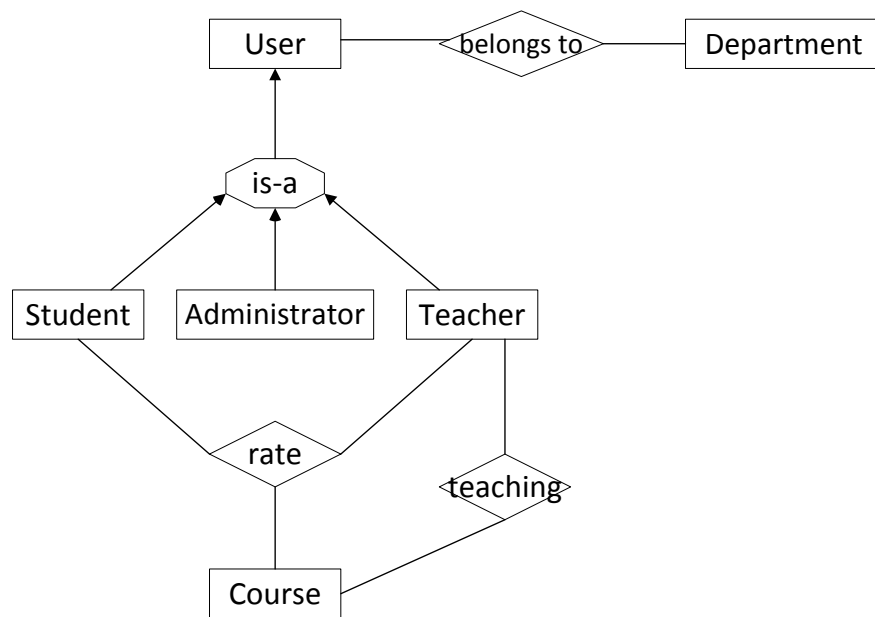 User
belongs to
Department
is-a
Student
Administrator
Teacher
rate
teaching
Course